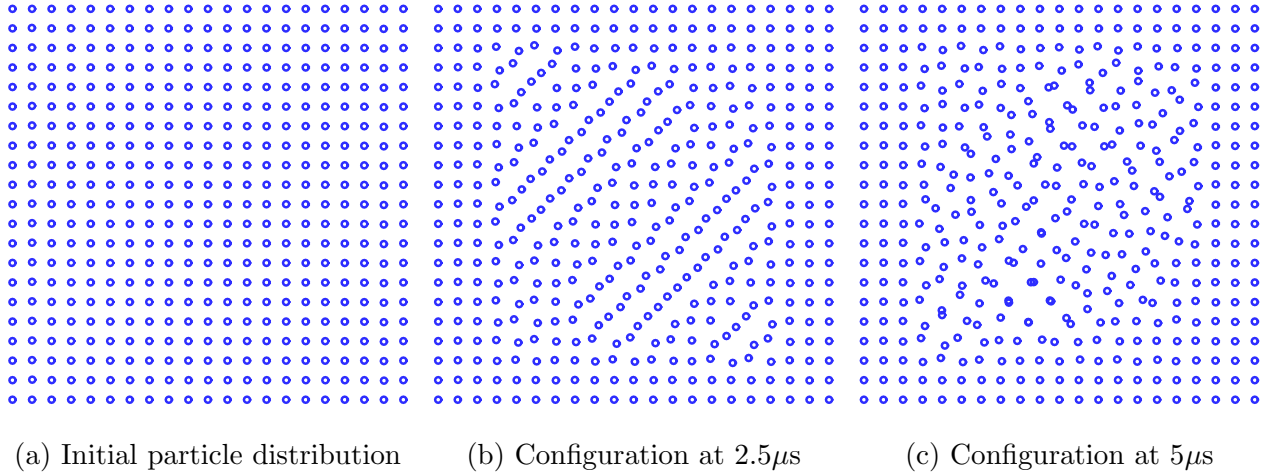 (a) Initial particle distribution
(b) Configuration at 2.5μs
(c) Configuration at 5μs